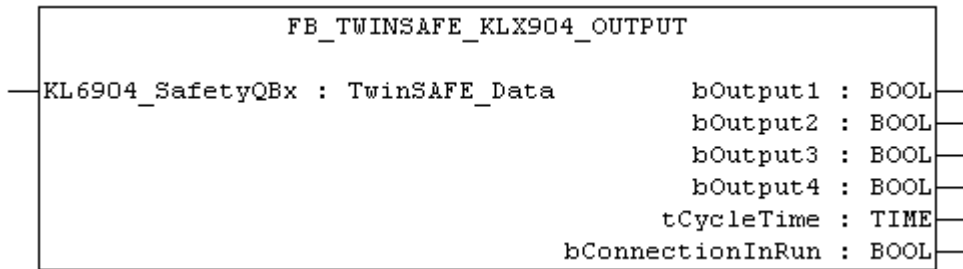 FB_TWINSAFE_KLX904_OUTPUT
KL6904_SafetyQBx : TwinSAFE_Data bOutput1 : BOOL
bOutput2 : BOOL
bOutput3 : BOOL
bOutput4 : BOOL
tCycleTime : TIME
bConnectionInRun : BOOL